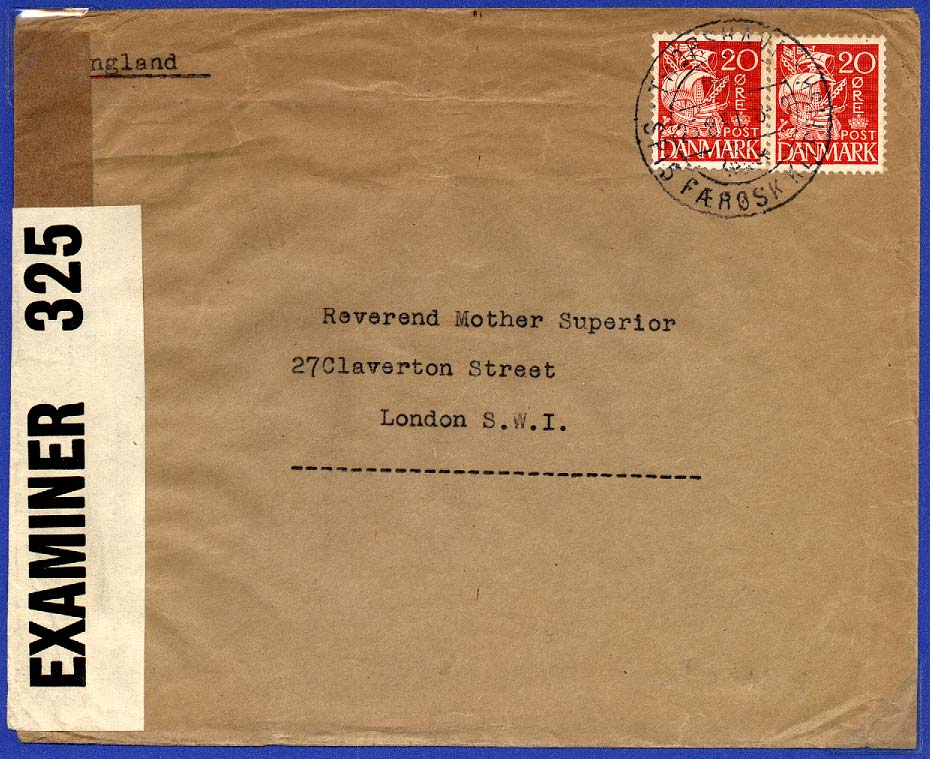 ngland
20 20
ØRE ØRE
POST POST
DANMARK DANMARK
FÆRØSK
EXAMINER 325
Reverend Mother Superior
27Claverton Street
London S.W.I.